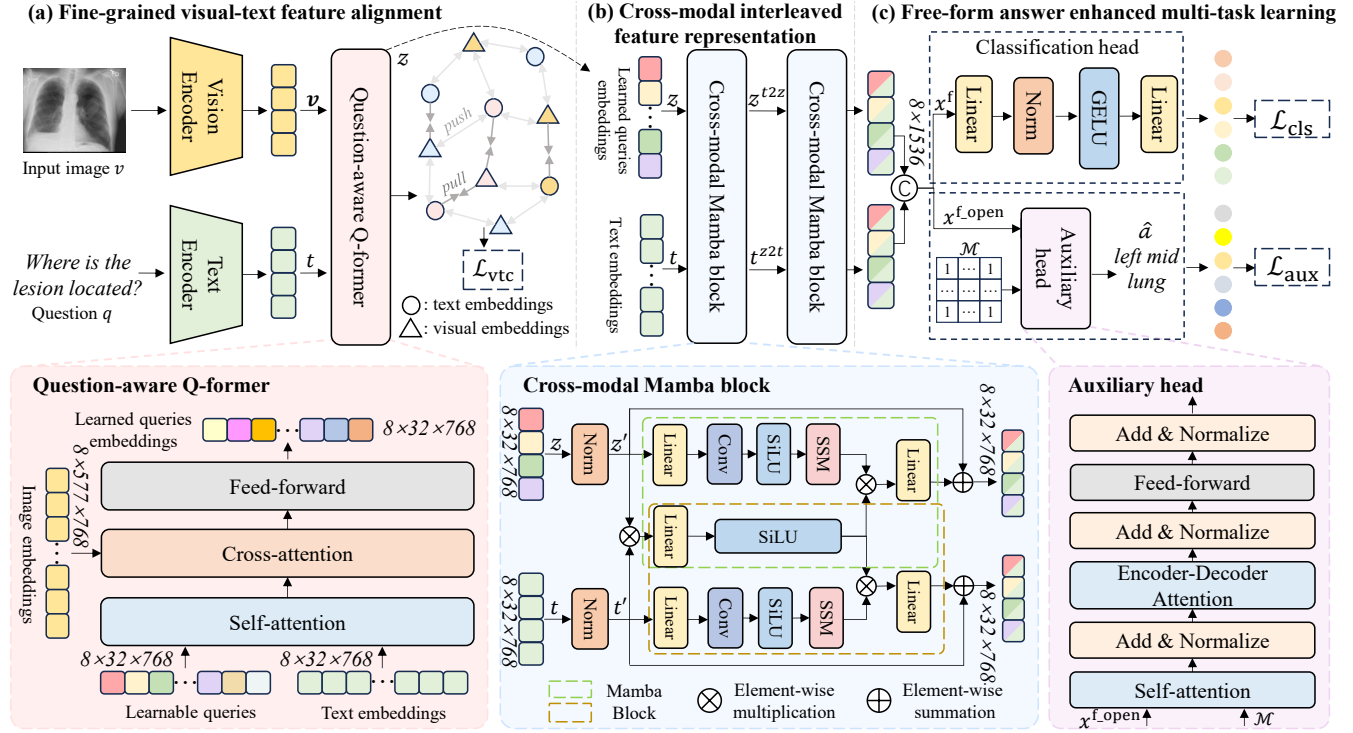 (a) Fine-grained visual-text feature alignment
Input image v
Vision
Encoder
v
Where is the
lesion located?
Question q
Text
Encoder
t
Question-aware Q-former
z
push
pull
ℒvtc
: text embeddings
: visual embeddings
(b) Cross-modal interleaved
feature representation
Learned queries
embeddings
z
Text embeddings
t
Cross-modal Mamba block
z^{t2z}
t^{z2t}
Cross-modal Mamba block
8×1536
C
(c) Free-form answer enhanced multi-task learning
Classification head
x^f
Linear
Norm
GELU
Linear
ℒcls
x^{f_open}
ℳ
1 ⋯ 1
⋯ ⋯ ⋯
1 ⋯ 1
Auxiliary
head
â
left mid
lung
ℒaux
Question-aware Q-former
Learned queries
embeddings
8×32×768
Image embeddings
8×577×768
Feed-forward
Cross-attention
Self-attention
8×32×768
8×32×768
Learnable queries
Text embeddings
Cross-modal Mamba block
8×32×768
z
Norm
z′
Linear
Conv
SiLU
SSM
Linear
8×32×768
Linear
SiLU
8×32×768
t
Norm
t′
Linear
Conv
SiLU
SSM
Linear
8×32×768
Mamba
Block
Element-wise
multiplication
Element-wise
summation
Auxiliary head
Add & Normalize
Feed-forward
Add & Normalize
Encoder-Decoder
Attention
Add & Normalize
Self-attention
x^{f_open}
ℳ